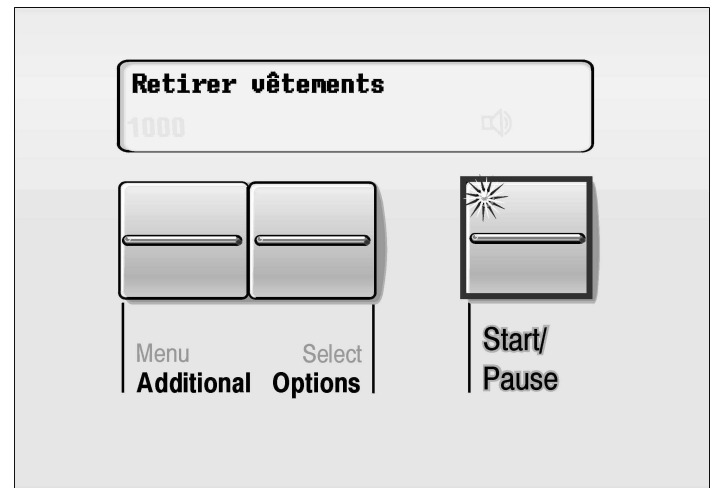 Retirer vêtements
1000
Menu Select
Additional Options
Start/
Pause